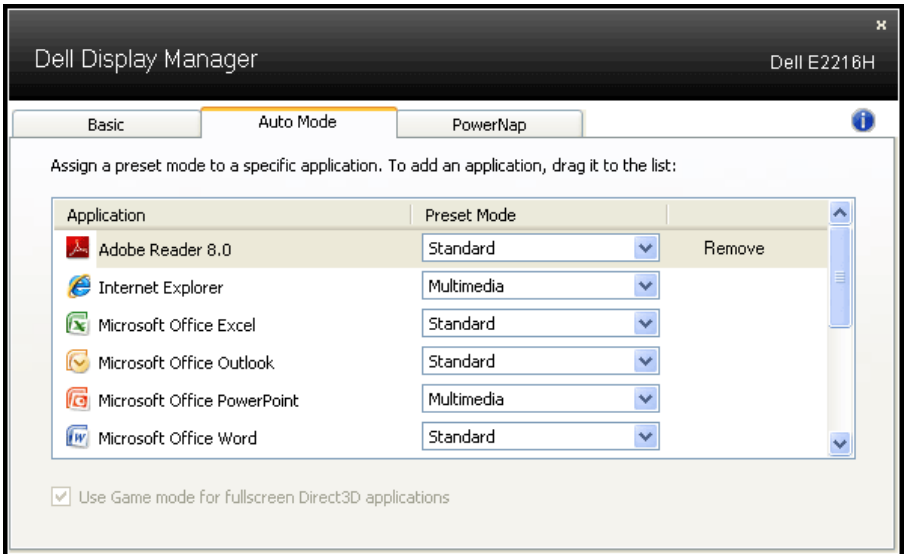 x
Dell Display Manager
Dell E2216H
Basic
Auto Mode
PowerNap
i
Assign a preset mode to a specific application. To add an application, drag it to the list:
Application Preset Mode
Adobe Reader 8.0 Standard Remove
Internet Explorer Multimedia
Microsoft Office Excel Standard
Microsoft Office Outlook Standard
Microsoft Office PowerPoint Multimedia
Microsoft Office Word Standard
Use Game mode for fullscreen Direct3D applications